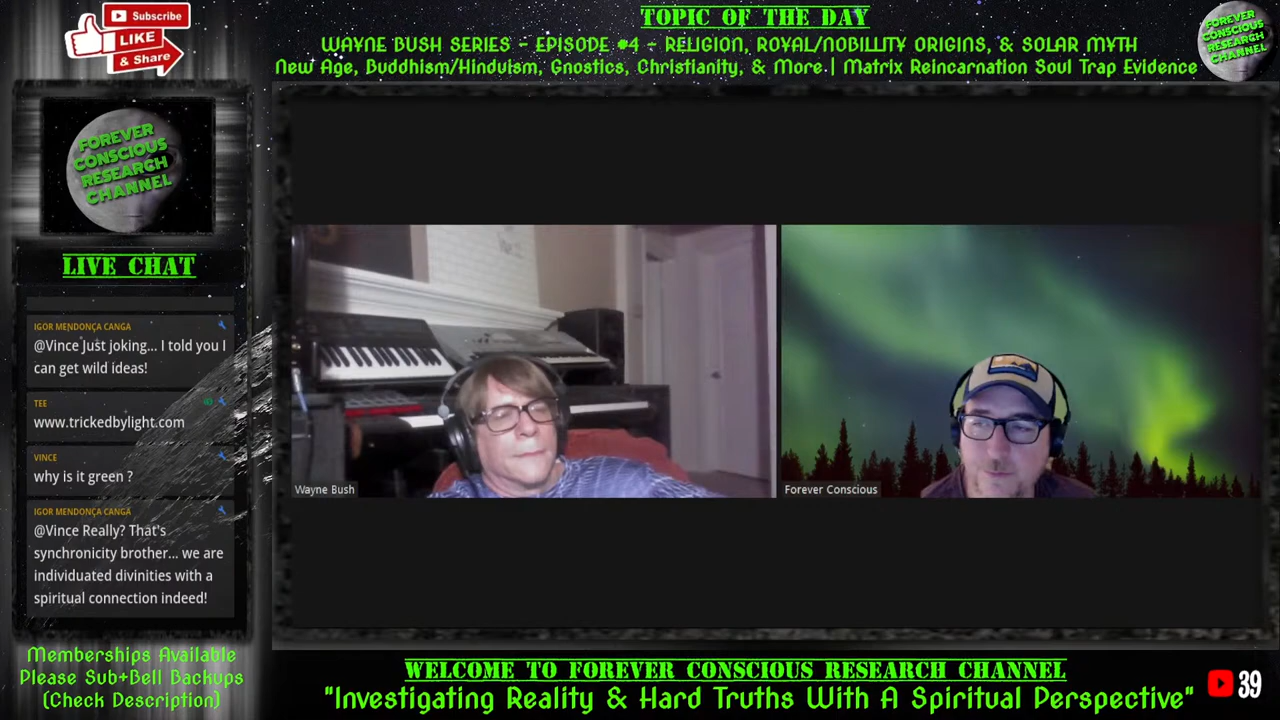 Subscribe
LIKE
& Share
TOPIC OF THE DAY
WAYNE BUSH SERIES - EPISODE #4 - RELIGION, ROYAL/NOBILLITY ORIGINS, & SOLAR MYTH
New Age, Buddhism/Hinduism, Gnostics, Christianity, & More | Matrix Reincarnation Soul Trap Evidence
FOREVER
CONSCIOUS
RESEARCH
CHANNEL
FOREVER
CONSCIOUS
RESEARCH
CHANNEL
LIVE CHAT
IGOR MENDONÇA CANGA
@Vince Just joking... I told you I
can get wild ideas!
TEE
www.trickedbylight.com
VINCE
why is it green ?
IGOR MENDONÇA CANGA
@Vince Really? That's
synchronicity brother... we are
individuated divinities with a
spiritual connection indeed!
Wayne Bush
Forever Conscious
Memberships Available
Please Sub+Bell Backups
(Check Description)
WELCOME TO FOREVER CONSCIOUS RESEARCH CHANNEL
"Investigating Reality & Hard Truths With A Spiritual Perspective"
39